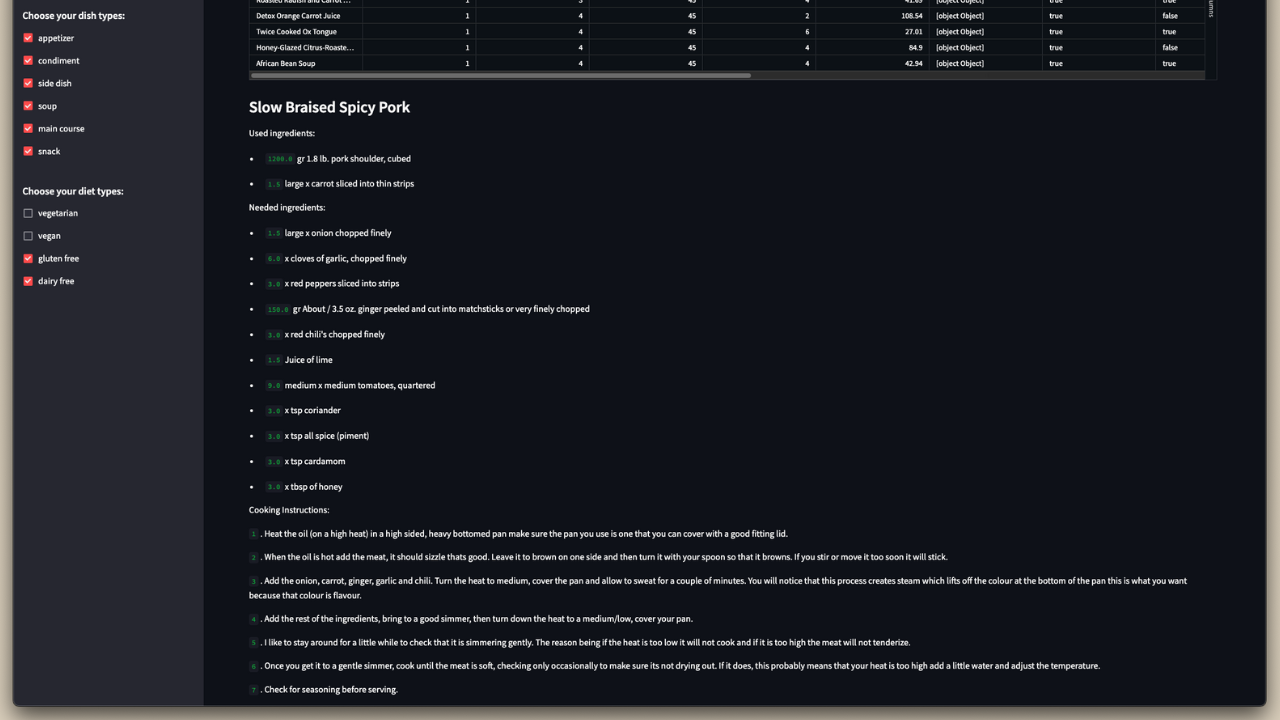 Choose your dish types:
appetizer
condiment
side dish
soup
main course
snack
Choose your diet types:
vegetarian
vegan
gluten free
dairy free
Detox Orange Carrot Juice 1 4 45 2 108.54 [object Object] true false
Twice Cooked Ox Tongue 1 4 45 6 27.01 [object Object] true true
Honey-Glazed Citrus-Roaste... 1 4 45 4 84.9 [object Object] true false
African Bean Soup 1 4 45 4 42.94 [object Object] true true
Slow Braised Spicy Pork
Used ingredients:
• 1200.0 gr 1.8 lb. pork shoulder, cubed
• 1.5 large x carrot sliced into thin strips
Needed ingredients:
• 1.5 large x onion chopped finely
• 6.0 x cloves of garlic, chopped finely
• 3.0 x red peppers sliced into strips
• 150.0 gr About / 3.5 oz. ginger peeled and cut into matchsticks or very finely chopped
• 3.0 x red chili's chopped finely
• 1.5 Juice of lime
• 9.0 medium x medium tomatoes, quartered
• 3.0 x tsp coriander
• 3.0 x tsp all spice (piment)
• 3.0 x tsp cardamom
• 3.0 x tbsp of honey
Cooking Instructions:
1 . Heat the oil (on a high heat) in a high sided, heavy bottomed pan make sure the pan you use is one that you can cover with a good fitting lid.
2 . When the oil is hot add the meat, it should sizzle thats good. Leave it to brown on one side and then turn it with your spoon so that it browns. If you stir or move it too soon it will stick.
3 . Add the onion, carrot, ginger, garlic and chili. Turn the heat to medium, cover the pan and allow to sweat for a couple of minutes. You will notice that this process creates steam which lifts off the colour at the bottom of the pan this is what you want
because that colour is flavour.
4 . Add the rest of the ingredients, bring to a good simmer, then turn down the heat to a medium/low, cover your pan.
5 . I like to stay around for a little while to check that it is simmering gently. The reason being if the heat is too low it will not cook and if it is too high the meat will not tenderize.
6 . Once you get it to a gentle simmer, cook until the meat is soft, checking only occasionally to make sure its not drying out. If it does, this probably means that your heat is too high add a little water and adjust the temperature.
7 . Check for seasoning before serving.